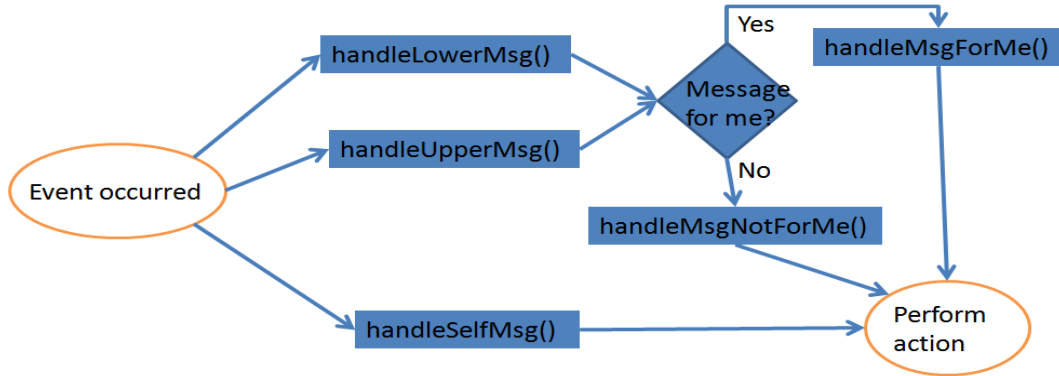 Yes
handleLowerMsg()
handleMsgForMe()
Message
for me?
handleUpperMsg()
No
Event occurred
handleMsgNotForMe()
handleSelfMsg()
Perform
action